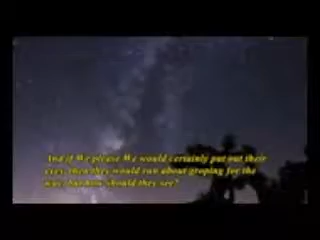 And if We please We would certainly put out their
eyes, then they would run about groping for the
way, but how should they see?